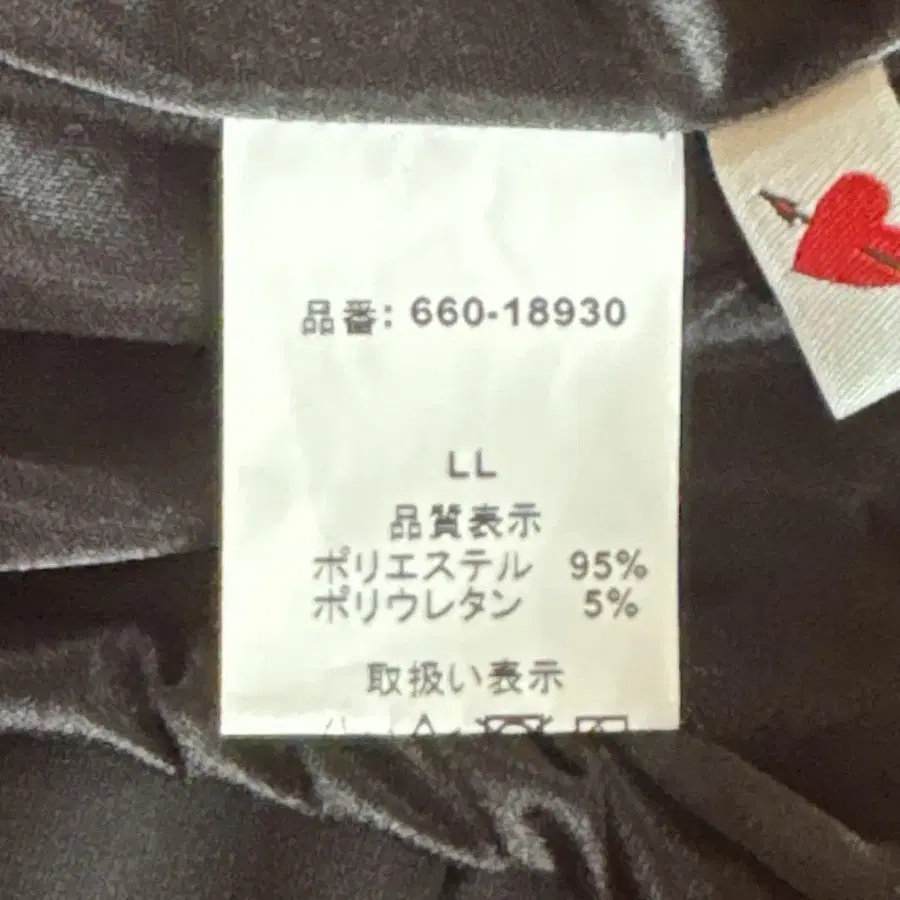 品番: 660-18930
LL
品質表示
ポリエステル 95%
ポリウレタン 5%
取扱い表示